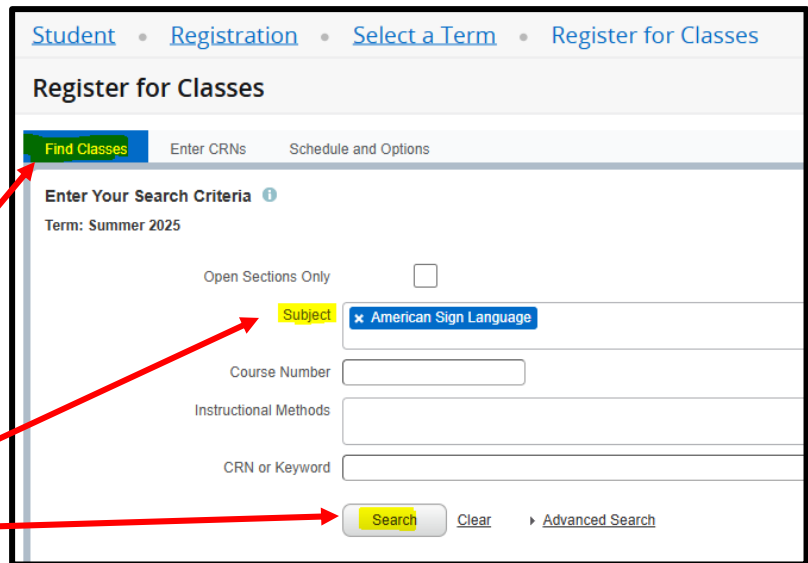 Student • Registration • Select a Term • Register for Classes
Register for Classes
Find Classes Enter CRNs Schedule and Options
Enter Your Search Criteria
Term: Summer 2025
Open Sections Only
Subject × American Sign Language
Course Number
Instructional Methods
CRN or Keyword
Search Clear Advanced Search